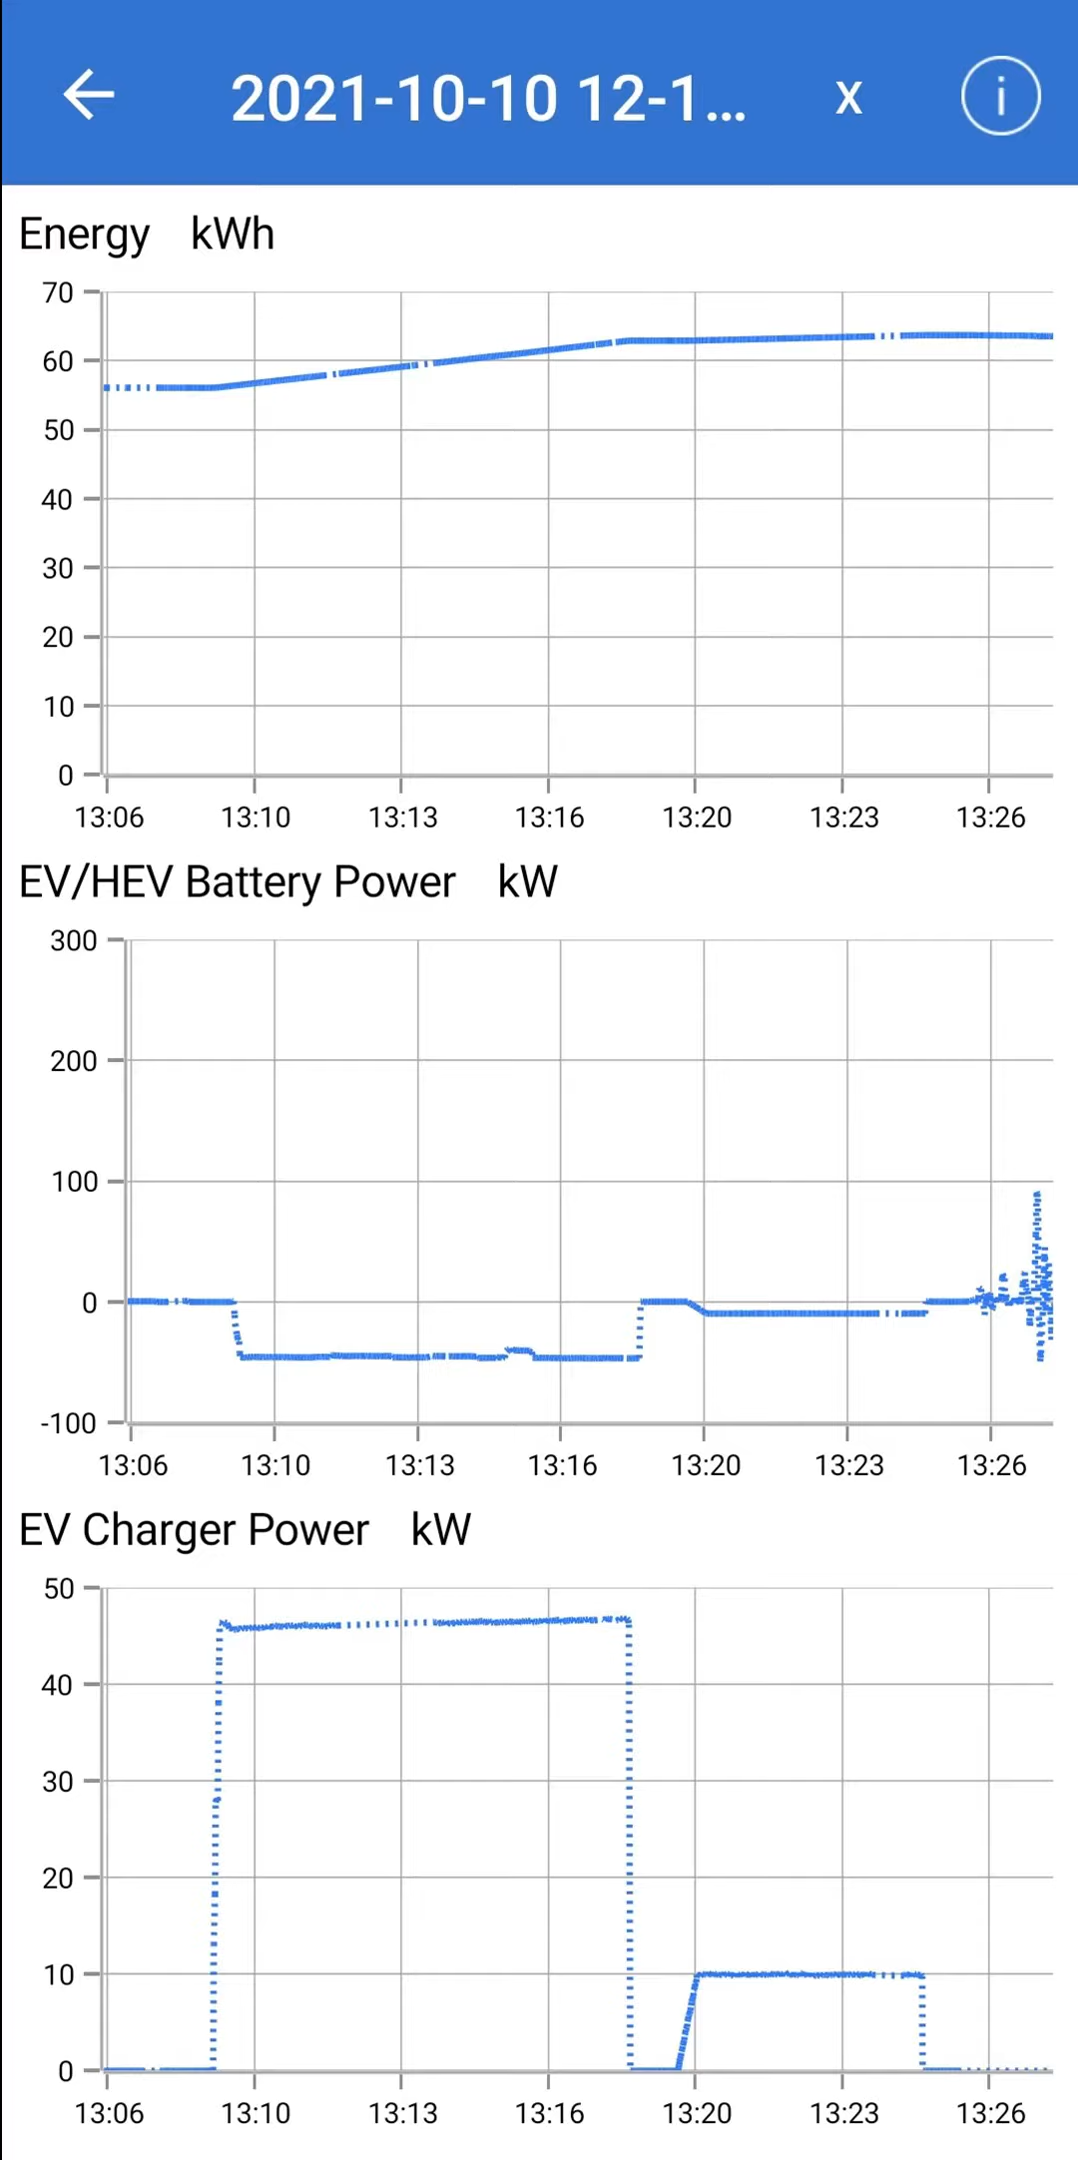 2021-10-10 12-1... x i
Energy kWh
70
60
50
40
30
20
10
0
13:06 13:10 13:13 13:16 13:20 13:23 13:26
EV/HEV Battery Power kW
300
200
100
0
-100
13:06 13:10 13:13 13:16 13:20 13:23 13:26
EV Charger Power kW
50
40
30
20
10
0
13:06 13:10 13:13 13:16 13:20 13:23 13:26